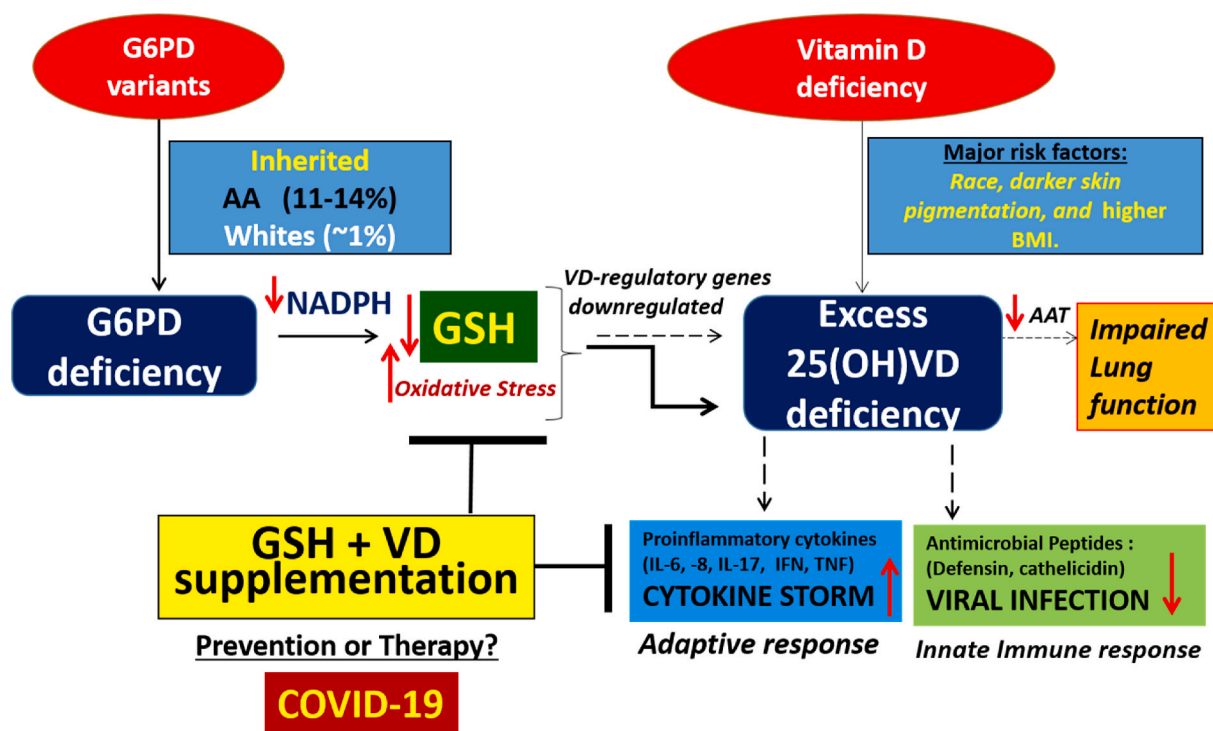 G6PD
variants
Vitamin D
deficiency
Inherited
AA (11-14%)
Whites (~1%)
Major risk factors:
Race, darker skin
pigmentation, and higher
BMI.
G6PD
deficiency
NADPH
GSH
Oxidative Stress
VD-regulatory genes
downregulated
Excess
25(OH)VD
deficiency
AAT
Impaired
Lung
function
GSH + VD
supplementation
Prevention or Therapy?
COVID-19
Proinflammatory cytokines
(IL-6, -8, IL-17, IFN, TNF)
CYTOKINE STORM
Adaptive response
Antimicrobial Peptides :
(Defensin, cathelicidin)
VIRAL INFECTION
Innate Immune response